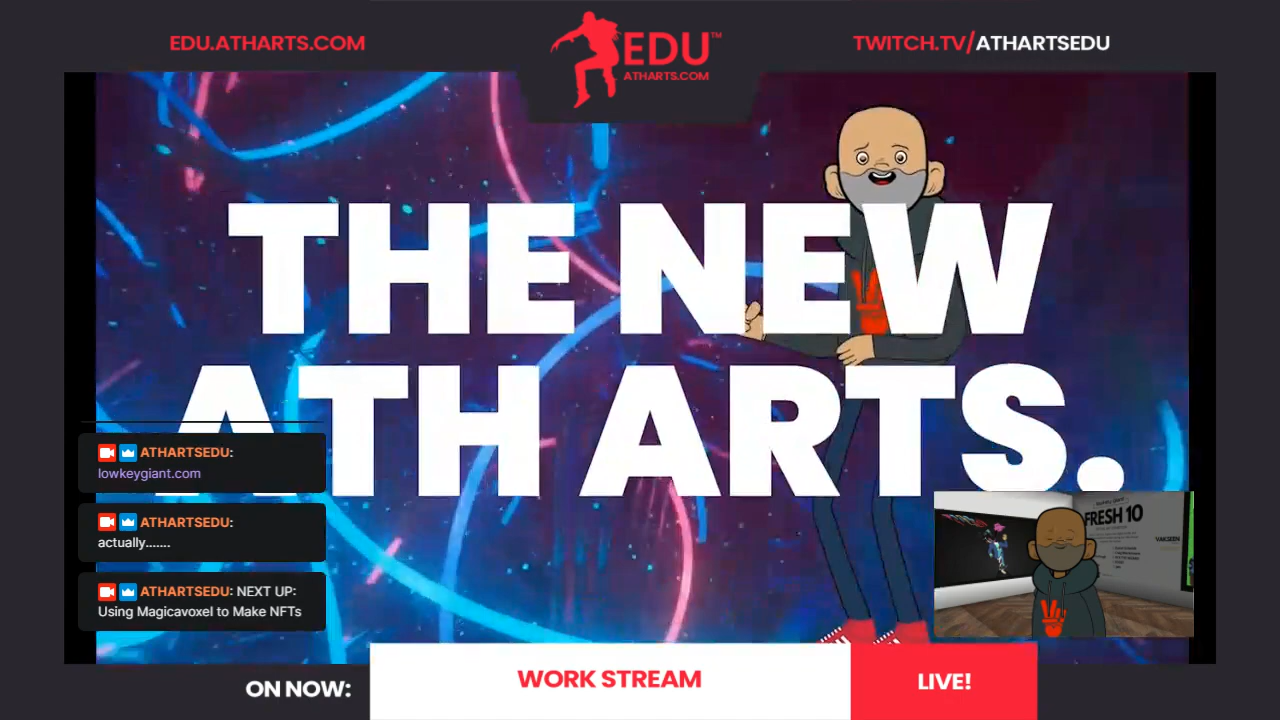 EDU.ATHARTS.COM
EDU™
ATHARTS.COM
TWITCH.TV/ATHARTSEDU
THE NEW
ATH ARTS.
ATHARTSEDU:
lowkeygiant.com
ATHARTSEDU:
actually.......
ATHARTSEDU: NEXT UP:
Using Magicavoxel to Make NFTs
FRESH 10
ON NOW:
WORK STREAM
LIVE!